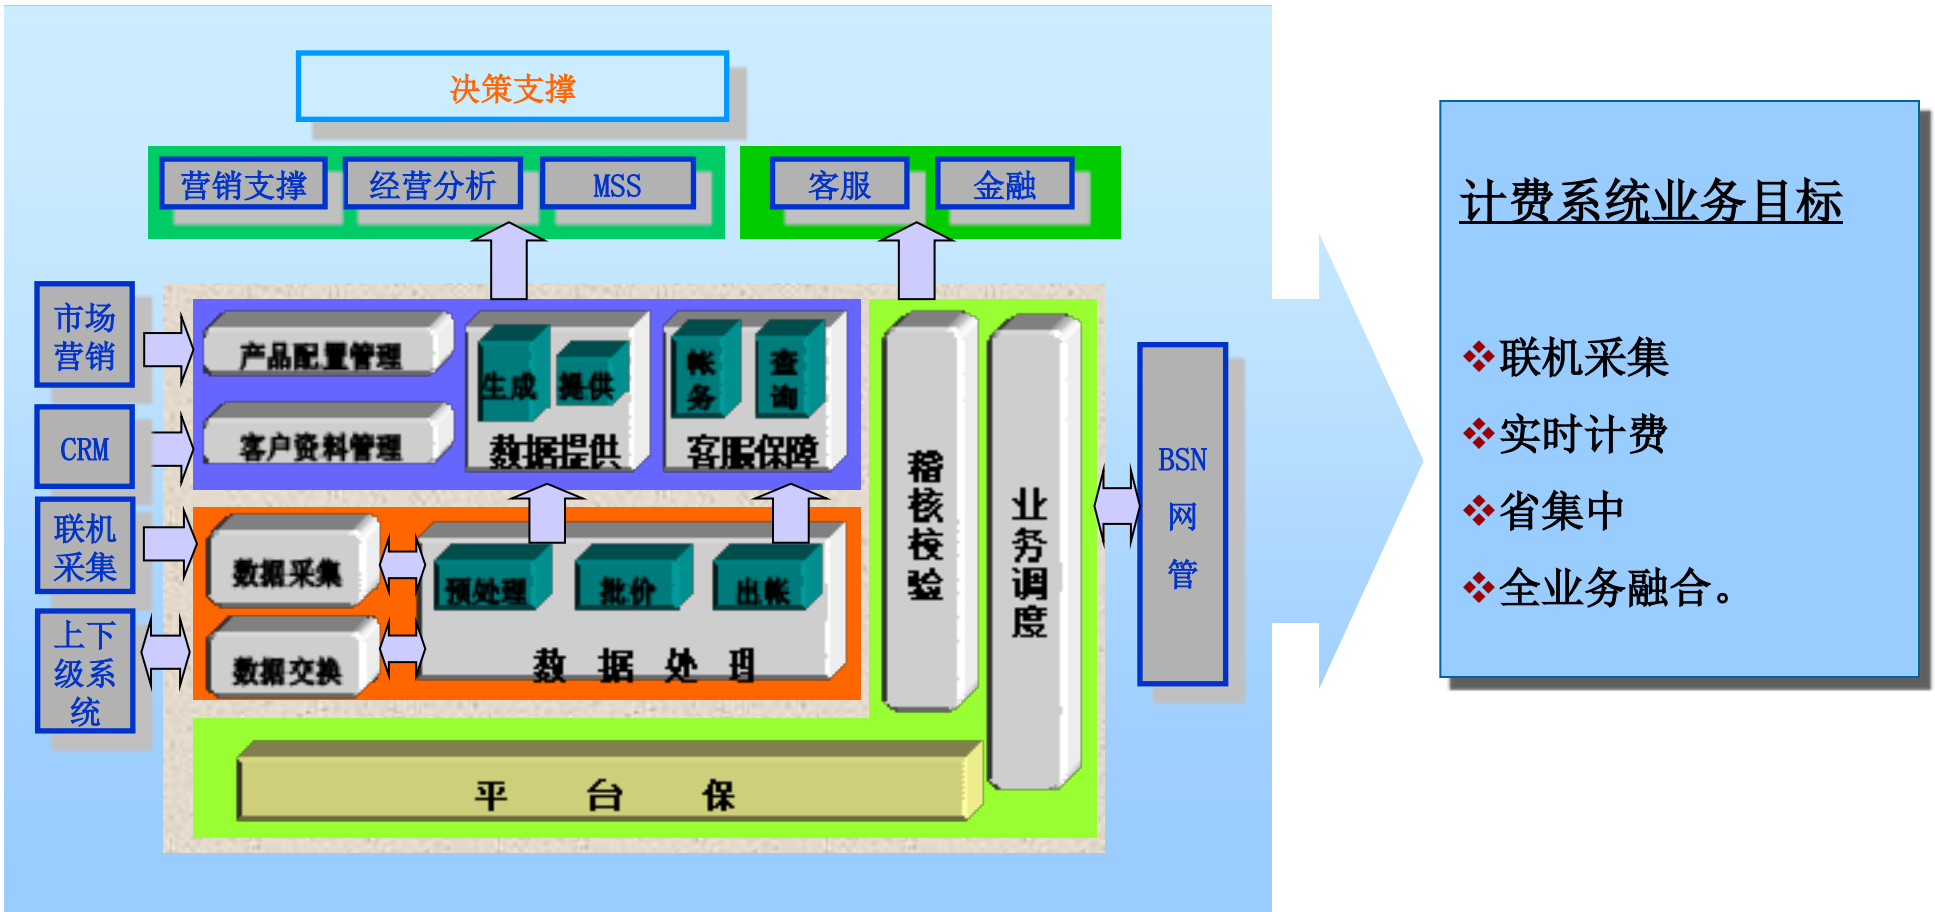 决策支撑
营销支撑
经营分析
MSS
客服
金融
市场
营销
CRM
联机
采集
上下
级系
统
产品配置管理
客户资料管理
生成
提供
数据提供
帐
务
查
询
客服保障
数据采集
数据交换
预处理
批价
出帐
数据处理
稽
核
校
验
业
务
调
度
平台保
BSN
网
管
计费系统业务目标
❖联机采集
❖实时计费
❖省集中
❖全业务融合。